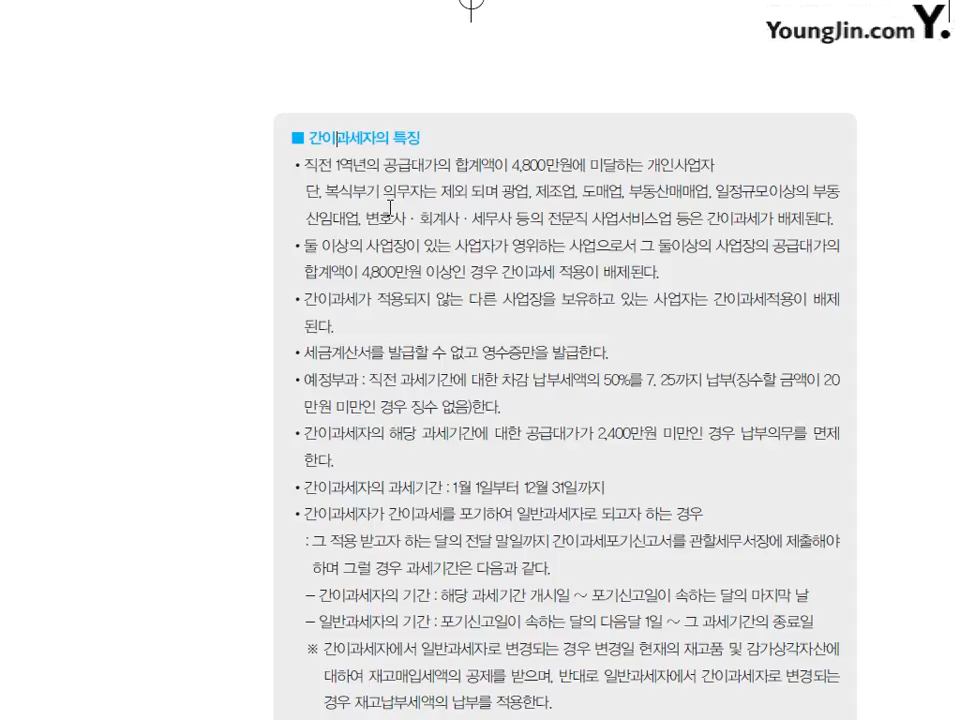 YoungJin.com Y.
■ 간이과세자의 특징
• 직전 1역년의 공급대가의 합계액이 4,800만원에 미달하는 개인사업자
단, 복식부기 의무자는 제외 되며 광업, 제조업, 도매업, 부동산매매업, 일정규모이상의 부동
산임대업, 변호사 · 회계사 · 세무사 등의 전문직 사업서비스업 등은 간이과세가 배제된다.
• 둘 이상의 사업장이 있는 사업자가 영위하는 사업으로서 그 둘이상의 사업장의 공급대가의
합계액이 4,800만원 이상인 경우 간이과세 적용이 배제된다.
• 간이과세가 적용되지 않는 다른 사업장을 보유하고 있는 사업자는 간이과세적용이 배제
된다.
• 세금계산서를 발급할 수 없고 영수증만을 발급한다.
• 예정부과 : 직전 과세기간에 대한 차감 납부세액의 50%를 7. 25까지 납부(징수할 금액이 20
만원 미만인 경우 징수 없음)한다.
• 간이과세자의 해당 과세기간에 대한 공급대가가 2,400만원 미만인 경우 납부의무를 면제
한다.
• 간이과세자의 과세기간 : 1월 1일부터 12월 31일까지
• 간이과세자가 간이과세를 포기하여 일반과세자로 되고자 하는 경우
: 그 적용 받고자 하는 달의 전달 말일까지 간이과세포기신고서를 관할세무서장에 제출해야
하며 그럴 경우 과세기간은 다음과 같다.
– 간이과세자의 기간 : 해당 과세기간 개시일 ~ 포기신고일이 속하는 달의 마지막 날
– 일반과세자의 기간 : 포기신고일이 속하는 달의 다음달 1일 ~ 그 과세기간의 종료일
※ 간이과세자에서 일반과세자로 변경되는 경우 변경일 현재의 재고품 및 감가상각자산에
대하여 재고매입세액의 공제를 받으며, 반대로 일반과세자에서 간이과세자로 변경되는
경우 재고납부세액의 납부를 적용한다.